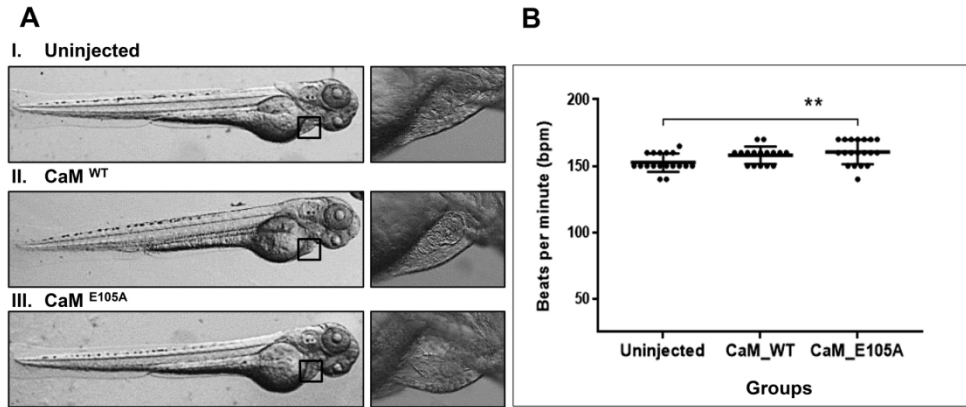 A
I. Uninjected
II. CaM WT
III. CaM E105A
B
**
200
150
100
50
Beats per minute (bpm)
Uninjected CaM_WT CaM_E105A
Groups